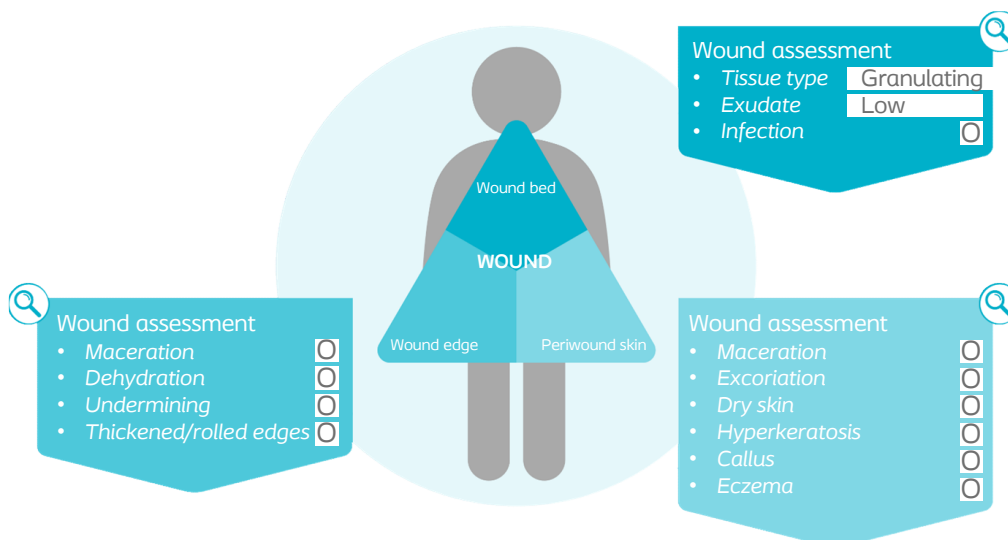 Wound assessment
• Tissue type Granulating
• Exudate Low
• Infection O
Wound bed
WOUND
Wound edge
Periwound skin
Wound assessment
• Maceration O
• Dehydration O
• Undermining O
• Thickened/rolled edges O
Wound assessment
• Maceration O
• Excoriation O
• Dry skin O
• Hyperkeratosis O
• Callus O
• Eczema O